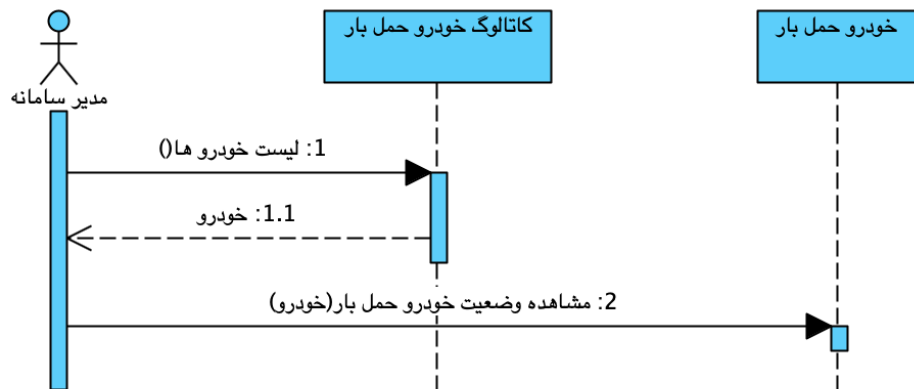 کاتالوگ خودرو حمل بار
خودرو حمل بار
مدیر سامانه
1: لیست خودرو ها()
1.1: خودرو
2: مشاهده وضعیت خودرو حمل بار(خودرو)